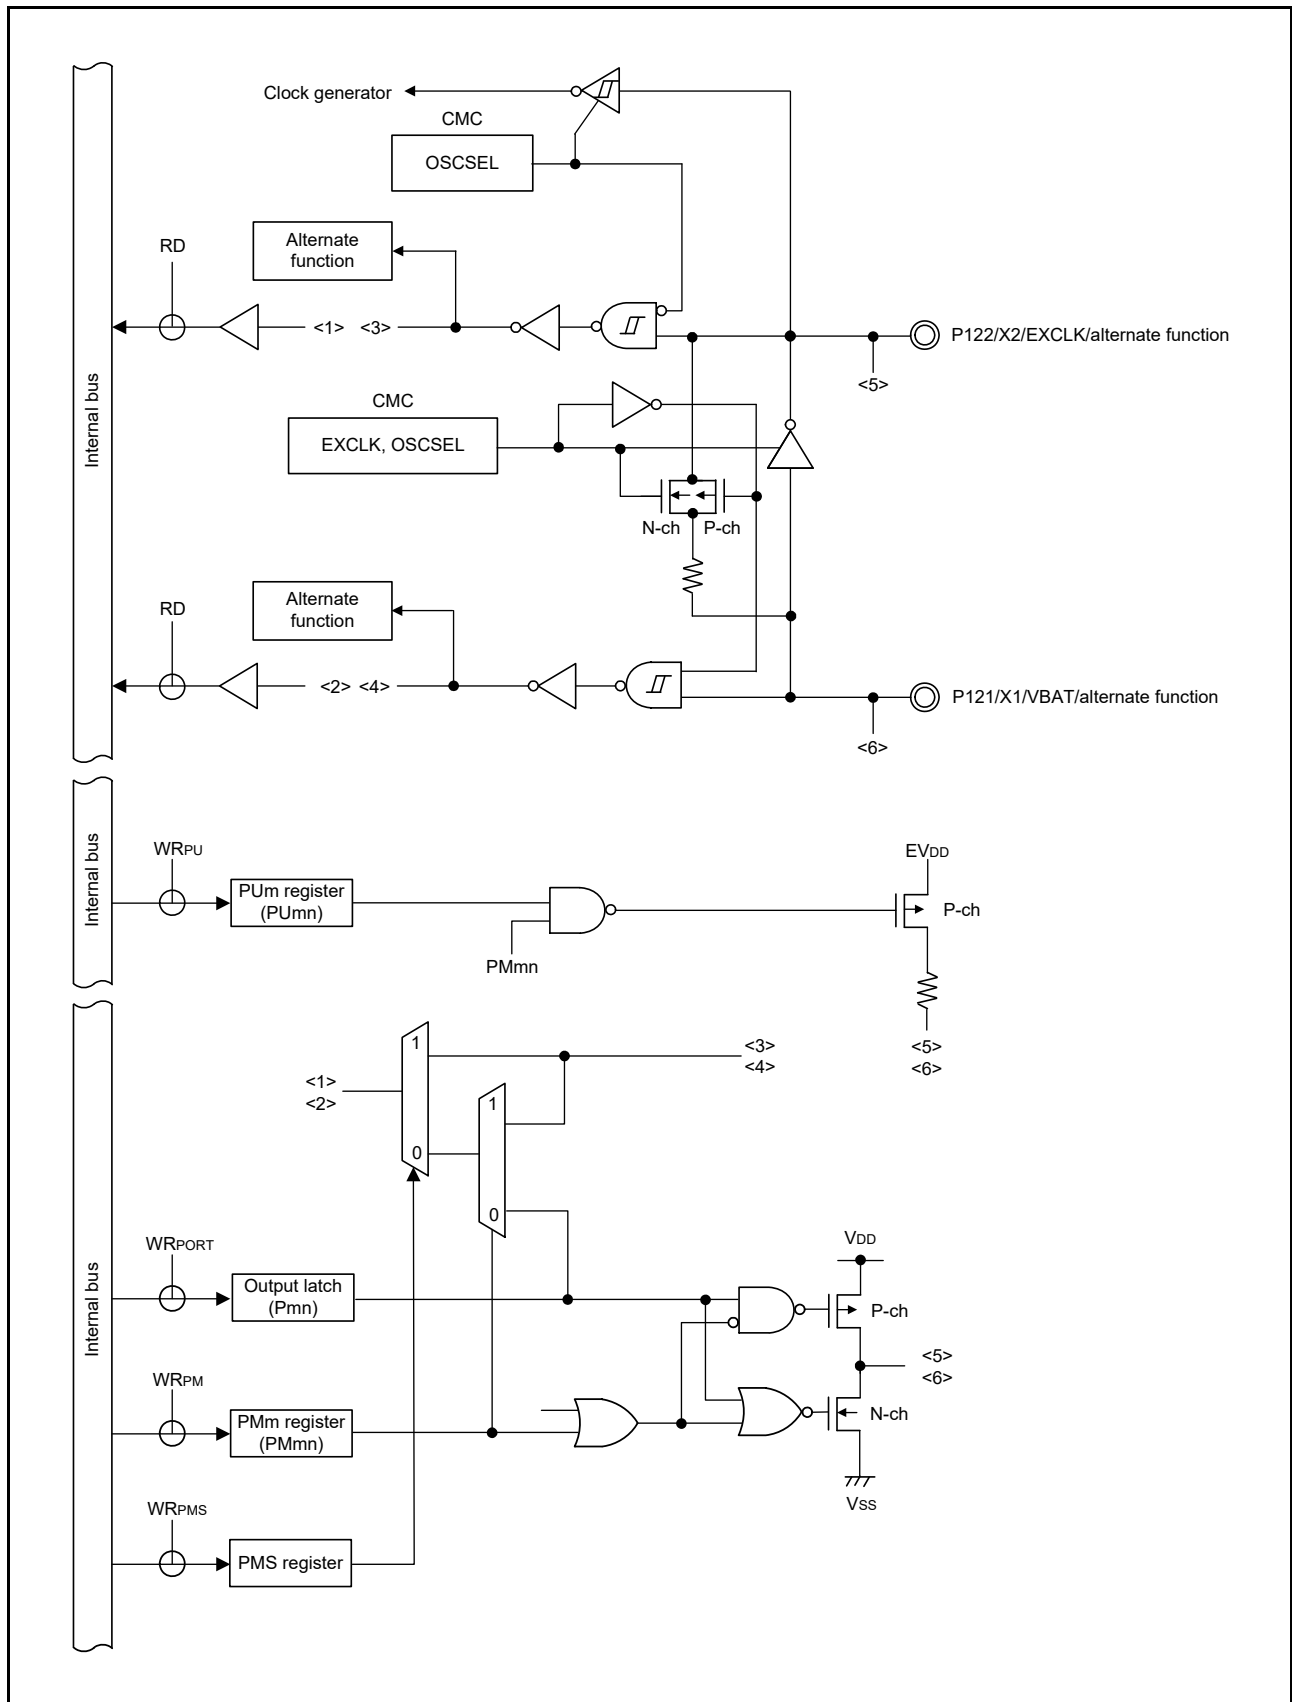 Clock generator
CMC
OSCSEL
RD
Alternate
function
<1> <3>
P122/X2/EXCLK/alternate function
<5>
Internal bus
CMC
EXCLK, OSCSEL
N-ch P-ch
RD
Alternate
function
<2> <4>
P121/X1/VBAT/alternate function
<6>
Internal bus
WRPU
PUm register
(PUmn)
PMmn
EVDD
P-ch
<5>
<6>
1
<3>
<4>
<1>
<2>
1
0
0
Internal bus
WRPORT
Output latch
(Pmn)
VDD
P-ch
<5>
<6>
WRPM
PMm register
(PMmn)
N-ch
VSS
WRPMS
PMS register